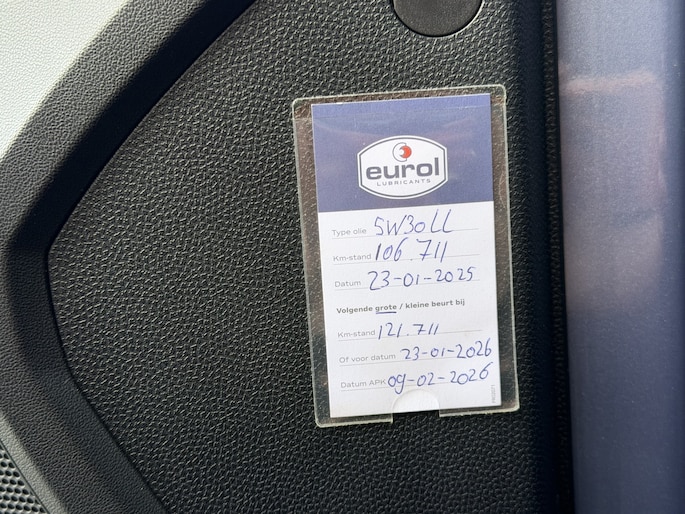 eurol
LUBRICANTS
Type olie 5W30LL
Km-stand 106.711
Datum 23-01-2025
Volgende grote / kleine beurt bij
Km-stand 121.711
Of voor datum 23-01-2026
Datum APK 09-02-2026